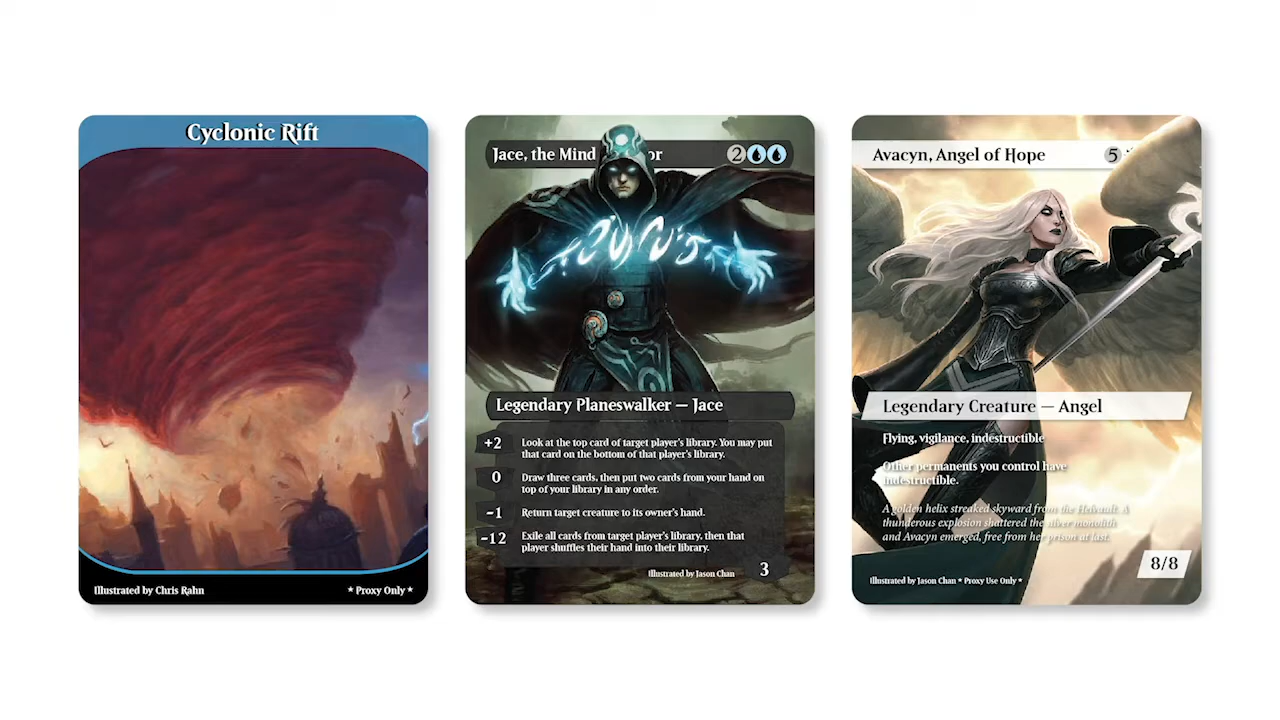 Cyclonic Rift
Illustrated by Chris Rahn
★ Proxy Only ★
Jace, the Mind or
2
Legendary Planeswalker — Jace
+2 Look at the top card of target player's library. You may put
that card on the bottom of that player's library.
0 Draw three cards, then put two cards from your hand on
top of your library in any order.
−1 Return target creature to its owner's hand.
−12 Exile all cards from target player's library, then that
player shuffles their hand into their library.
Illustrated by Jason Chan
3
Avacyn, Angel of Hope
5
Legendary Creature — Angel
Flying, vigilance, indestructible
Other permanents you control have
indestructible.
A golden helix streaked skyward from the Helvault. A
thunderous explosion shattered the silver monolith
and Avacyn emerged, free from her prison at last.
8/8
Illustrated by Jason Chan ★ Proxy Use Only ★